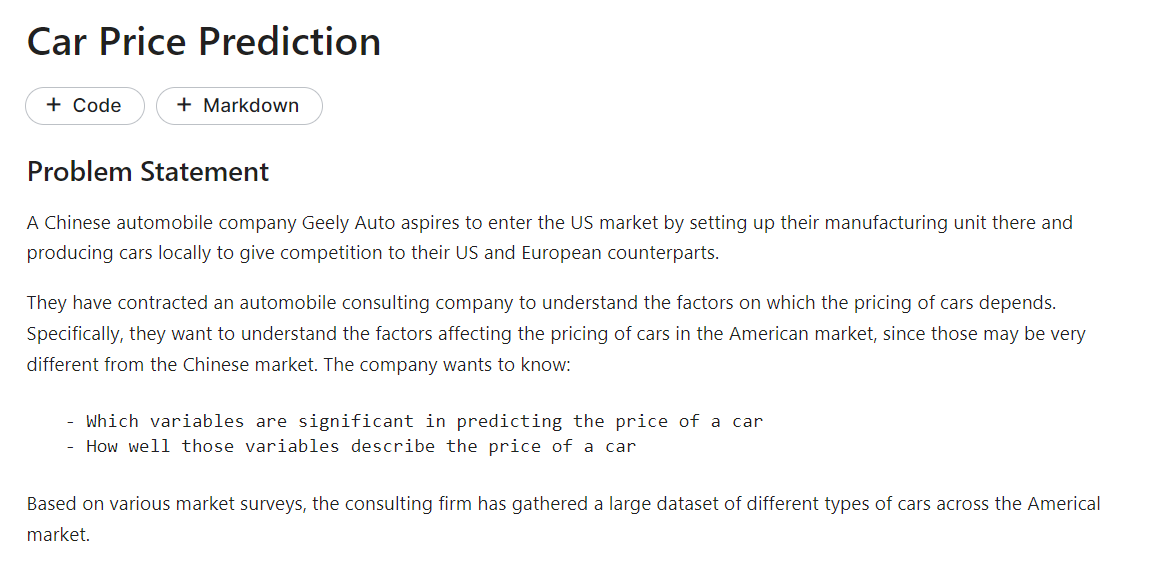 Car Price Prediction
+ Code
+ Markdown
Problem Statement
A Chinese automobile company Geely Auto aspires to enter the US market by setting up their manufacturing unit there and
producing cars locally to give competition to their US and European counterparts.
They have contracted an automobile consulting company to understand the factors on which the pricing of cars depends.
Specifically, they want to understand the factors affecting the pricing of cars in the American market, since those may be very
different from the Chinese market. The company wants to know:
- Which variables are significant in predicting the price of a car
- How well those variables describe the price of a car
Based on various market surveys, the consulting firm has gathered a large dataset of different types of cars across the Americal
market.